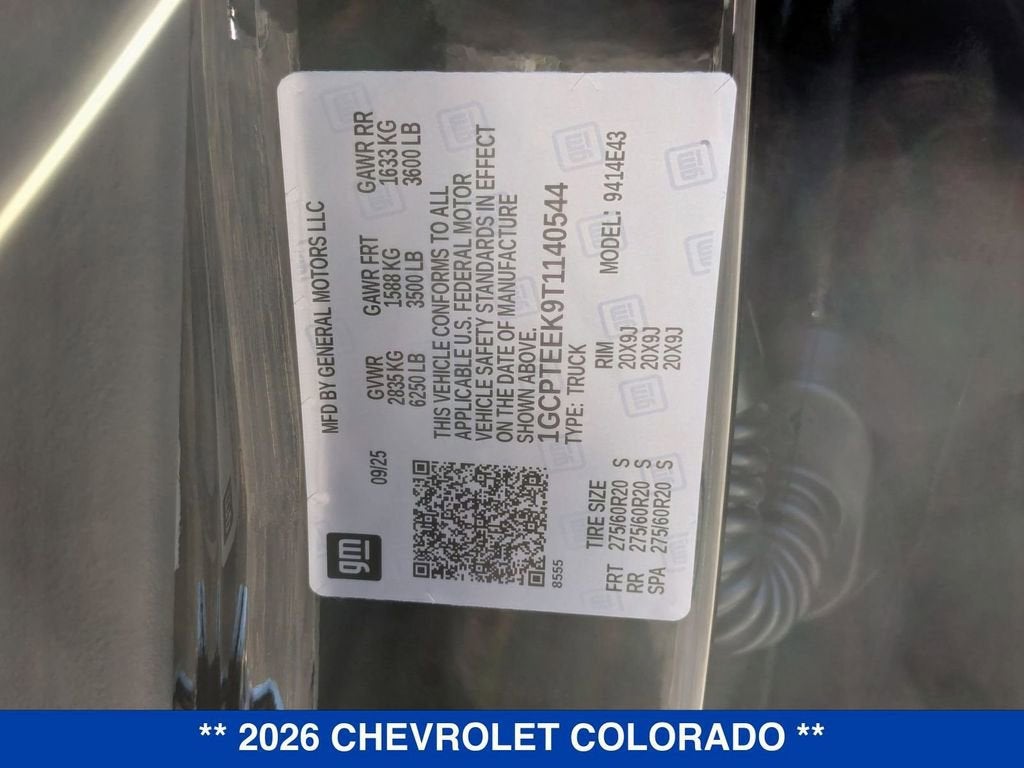 gm
MFD BY GENERAL MOTORS LLC
09/25
GVWR GAWR FRT GAWR RR
2835 KG 1588 KG 1633 KG
6250 LB 3500 LB 3600 LB
THIS VEHICLE CONFORMS TO ALL
APPLICABLE U.S. FEDERAL MOTOR
VEHICLE SAFETY STANDARDS IN EFFECT
ON THE DATE OF MANUFACTURE
SHOWN ABOVE.
1GCPTEEK9T1140544
TYPE: TRUCK
8555
MODEL: 9414E43
TIRE SIZE RIM
FRT 275/60R20 S 20X9J
RR 275/60R20 S 20X9J
SPA 275/60R20 S 20X9J
** 2026 CHEVROLET COLORADO **